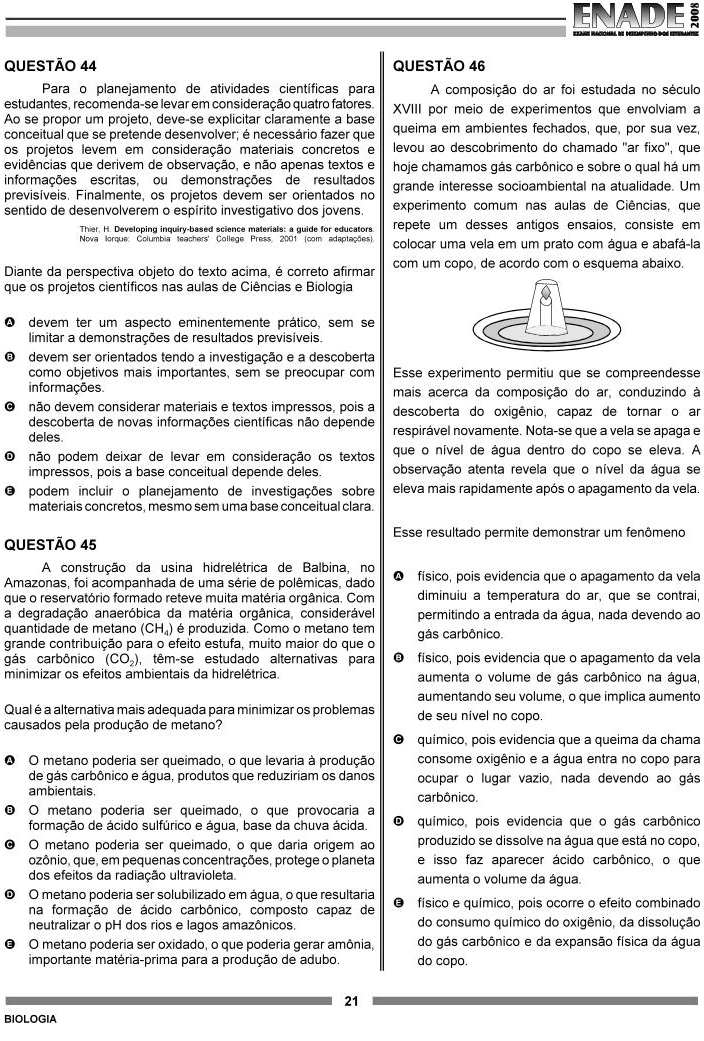 ENADE 2008
EXAME NACIONAL DE DESEMPENHO DOS ESTUDANTES
QUESTÃO 44
Para o planejamento de atividades científicas para
estudantes, recomenda-se levar em consideração quatro fatores.
Ao se propor um projeto, deve-se explicitar claramente a base
conceitual que se pretende desenvolver; é necessário fazer que
os projetos levem em consideração materiais concretos e
evidências que derivem de observação, e não apenas textos e
informações escritas, ou demonstrações de resultados
previsíveis. Finalmente, os projetos devem ser orientados no
sentido de desenvolverem o espírito investigativo dos jovens.
Thier, H. Developing inquiry-based science materials: a guide for educators.
Nova Iorque: Columbia teachers' College Press, 2001 (com adaptações).
Diante da perspectiva objeto do texto acima, é correto afirmar
que os projetos científicos nas aulas de Ciências e Biologia
A devem ter um aspecto eminentemente prático, sem se
limitar a demonstrações de resultados previsíveis.
B devem ser orientados tendo a investigação e a descoberta
como objetivos mais importantes, sem se preocupar com
informações.
C não devem considerar materiais e textos impressos, pois a
descoberta de novas informações científicas não depende
deles.
D não podem deixar de levar em consideração os textos
impressos, pois a base conceitual depende deles.
E podem incluir o planejamento de investigações sobre
materiais concretos, mesmo sem uma base conceitual clara.
QUESTÃO 45
A construção da usina hidrelétrica de Balbina, no
Amazonas, foi acompanhada de uma série de polêmicas, dado
que o reservatório formado reteve muita matéria orgânica. Com
a degradação anaeróbica da matéria orgânica, considerável
quantidade de metano (CH4) é produzida. Como o metano tem
grande contribuição para o efeito estufa, muito maior do que o
gás carbônico (CO2), têm-se estudado alternativas para
minimizar os efeitos ambientais da hidrelétrica.
Qual é a alternativa mais adequada para minimizar os problemas
causados pela produção de metano?
A O metano poderia ser queimado, o que levaria à produção
de gás carbônico e água, produtos que reduziriam os danos
ambientais.
B O metano poderia ser queimado, o que provocaria a
formação de ácido sulfúrico e água, base da chuva ácida.
C O metano poderia ser queimado, o que daria origem ao
ozônio, que, em pequenas concentrações, protege o planeta
dos efeitos da radiação ultravioleta.
D O metano poderia ser solubilizado em água, o que resultaria
na formação de ácido carbônico, composto capaz de
neutralizar o pH dos rios e lagos amazônicos.
E O metano poderia ser oxidado, o que poderia gerar amônia,
importante matéria-prima para a produção de adubo.
QUESTÃO 46
A composição do ar foi estudada no século
XVIII por meio de experimentos que envolviam a
queima em ambientes fechados, que, por sua vez,
levou ao descobrimento do chamado "ar fixo", que
hoje chamamos gás carbônico e sobre o qual há um
grande interesse socioambiental na atualidade. Um
experimento comum nas aulas de Ciências, que
repete um desses antigos ensaios, consiste em
colocar uma vela em um prato com água e abafá-la
com um copo, de acordo com o esquema abaixo.
Esse experimento permitiu que se compreendesse
mais acerca da composição do ar, conduzindo à
descoberta do oxigênio, capaz de tornar o ar
respirável novamente. Nota-se que a vela se apaga e
que o nível de água dentro do copo se eleva. A
observação atenta revela que o nível da água se
eleva mais rapidamente após o apagamento da vela.
Esse resultado permite demonstrar um fenômeno
A físico, pois evidencia que o apagamento da vela
diminuiu a temperatura do ar, que se contrai,
permitindo a entrada da água, nada devendo ao
gás carbônico.
B físico, pois evidencia que o apagamento da vela
aumenta o volume de gás carbônico na água,
aumentando seu volume, o que implica aumento
de seu nível no copo.
C químico, pois evidencia que a queima da chama
consome oxigênio e a água entra no copo para
ocupar o lugar vazio, nada devendo ao gás
carbônico.
D químico, pois evidencia que o gás carbônico
produzido se dissolve na água que está no copo,
e isso faz aparecer ácido carbônico, o que
aumenta o volume da água.
E físico e químico, pois ocorre o efeito combinado
do consumo químico do oxigênio, da dissolução
do gás carbônico e da expansão física da água
do copo.
21
BIOLOGIA